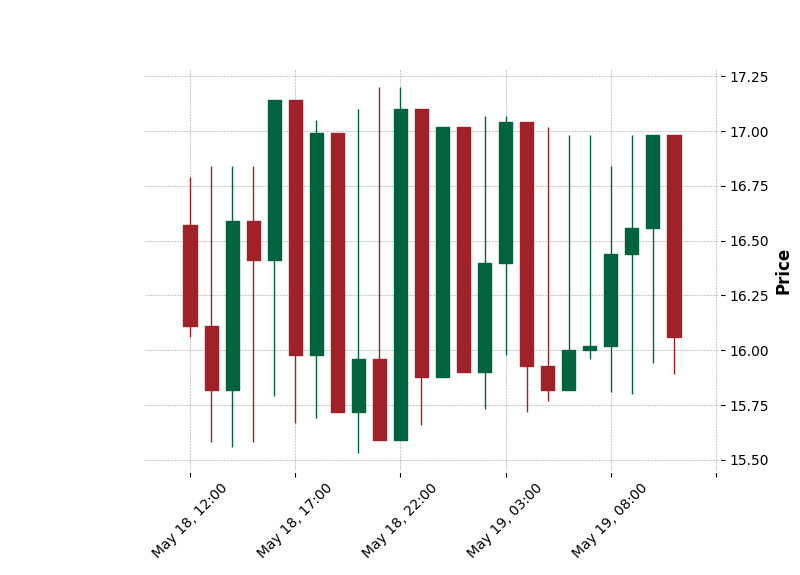 17.25
17.00
16.75
16.50
16.25
16.00
15.75
15.50
Price
May 18, 12:00
May 18, 17:00
May 18, 22:00
May 19, 03:00
May 19, 08:00